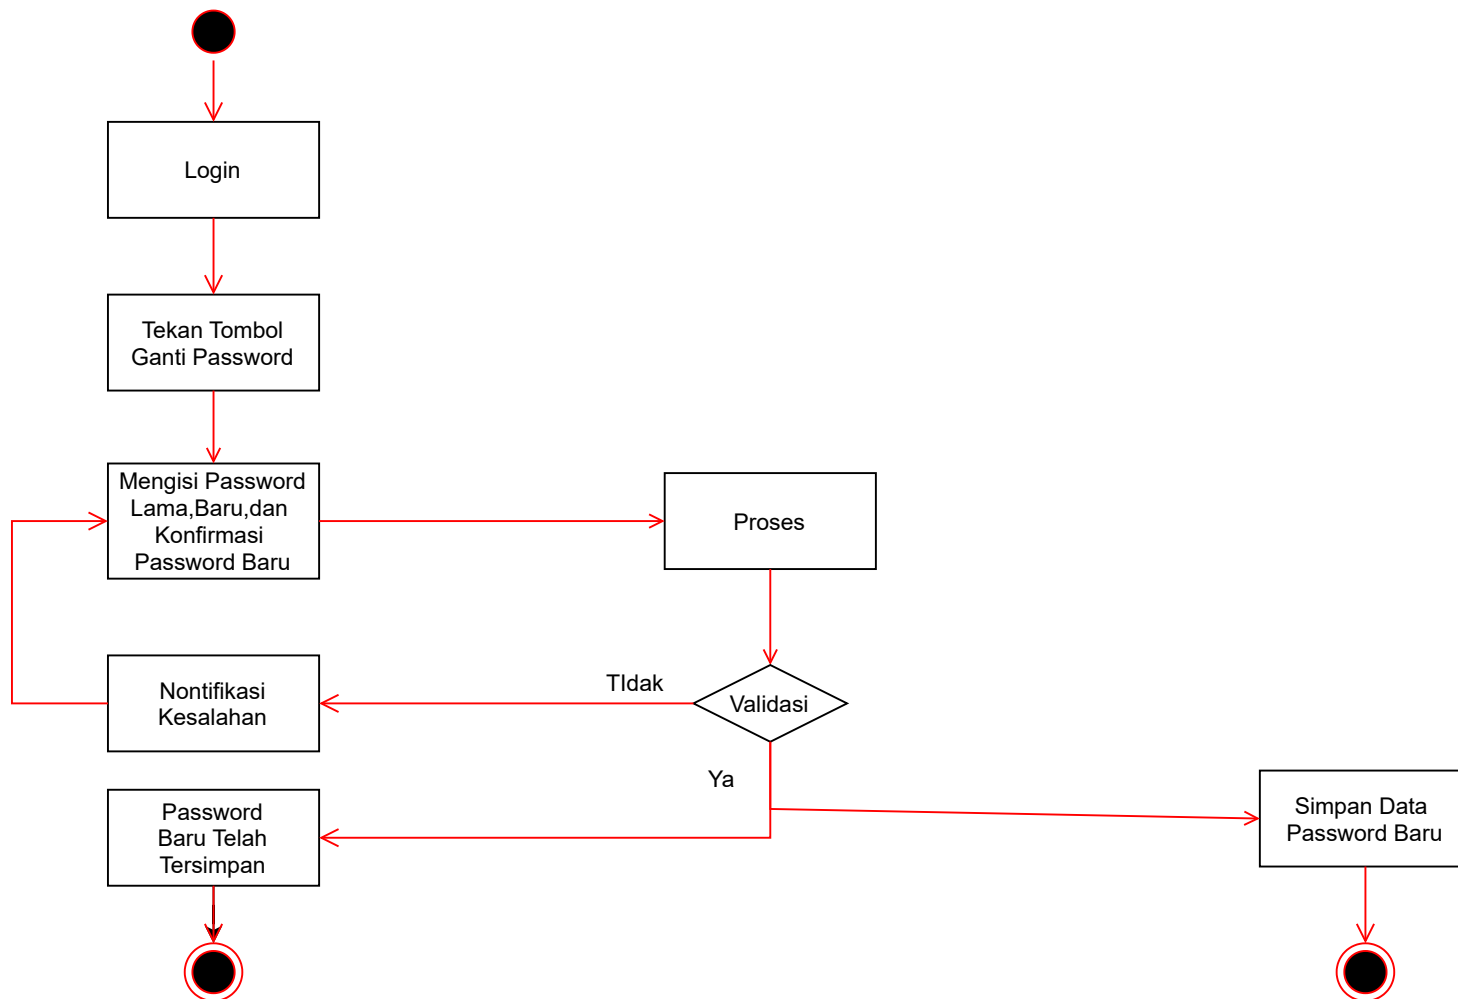 Login
Tekan Tombol
Ganti Password
Mengisi Password
Lama,Baru,dan
Konfirmasi
Password Baru
Proses
Nontifikasi
Kesalahan
TIdak
Validasi
Ya
Password
Baru Telah
Tersimpan
Simpan Data
Password Baru